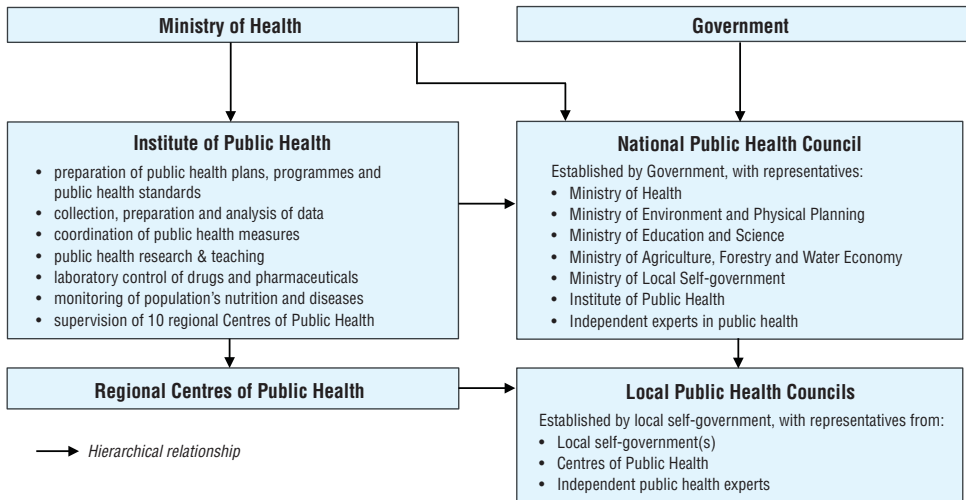 Ministry of Health
Government
Institute of Public Health
• preparation of public health plans, programmes and
public health standards
• collection, preparation and analysis of data
• coordination of public health measures
• public health research & teaching
• laboratory control of drugs and pharmaceuticals
• monitoring of population's nutrition and diseases
• supervision of 10 regional Centres of Public Health
National Public Health Council
Established by Government, with representatives:
• Ministry of Health
• Ministry of Environment and Physical Planning
• Ministry of Education and Science
• Ministry of Agriculture, Forestry and Water Economy
• Ministry of Local Self-government
• Institute of Public Health
• Independent experts in public health
Regional Centres of Public Health
Local Public Health Councils
Established by local self-government, with representatives from:
• Local self-government(s)
• Centres of Public Health
• Independent public health experts
Hierarchical relationship